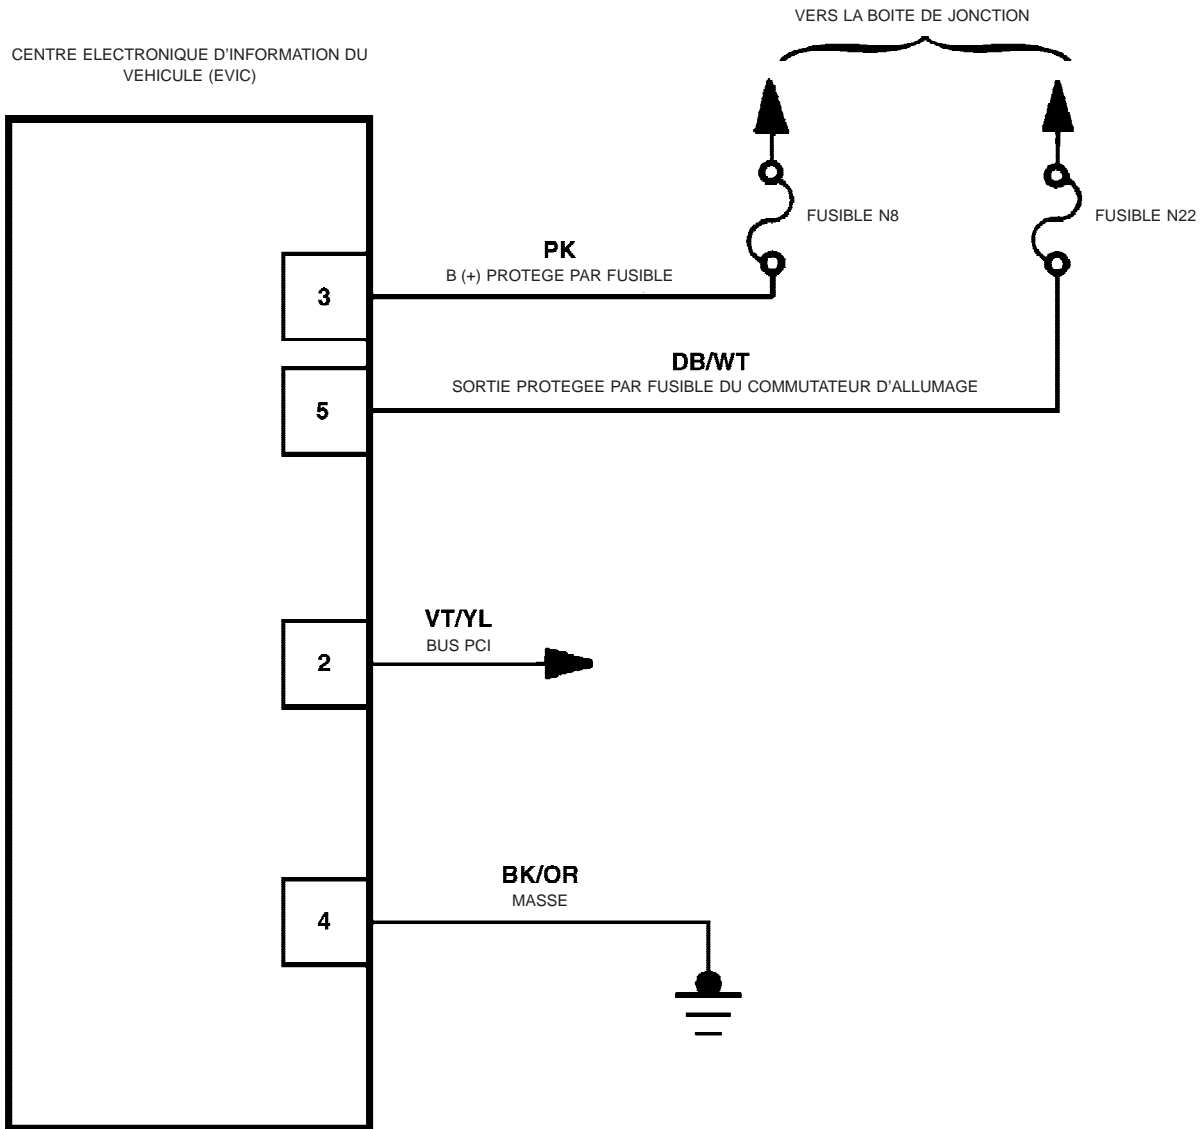 VERS LA BOITE DE JONCTION
CENTRE ELECTRONIQUE D'INFORMATION DU
VEHICULE (EVIC)
FUSIBLE N8
FUSIBLE N22
PK
B (+) PROTEGE PAR FUSIBLE
3
DB/WT
SORTIE PROTEGEE PAR FUSIBLE DU COMMUTATEUR D'ALLUMAGE
5
VT/YL
BUS PCI
2
BK/OR
MASSE
4